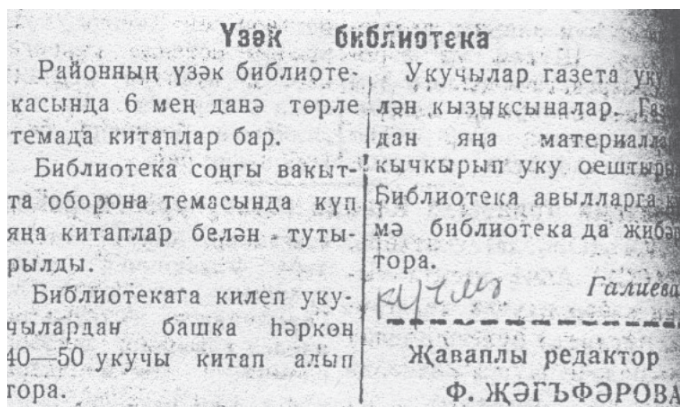 Үзәк библиотека
Районның үзәк библиоте-
касында 6 мең данә төрле
темада китаплар бар.
Библиотека соңгы вакыт-
та оборона темасында күп
яңа китаплар белән туты-
рылды.
Библиотекага килеп уку-
чылардан башка һәркөн
40—50 укучы китап алып
тора.
Укучылар газета
лән кызыксыналар.
дан яңа
кычкырып уку
Библиотека авылларга
мә библиотека да
тора.
Галиева
Җаваплы редактор
Ф. ҖӘГЪФӘРОВА